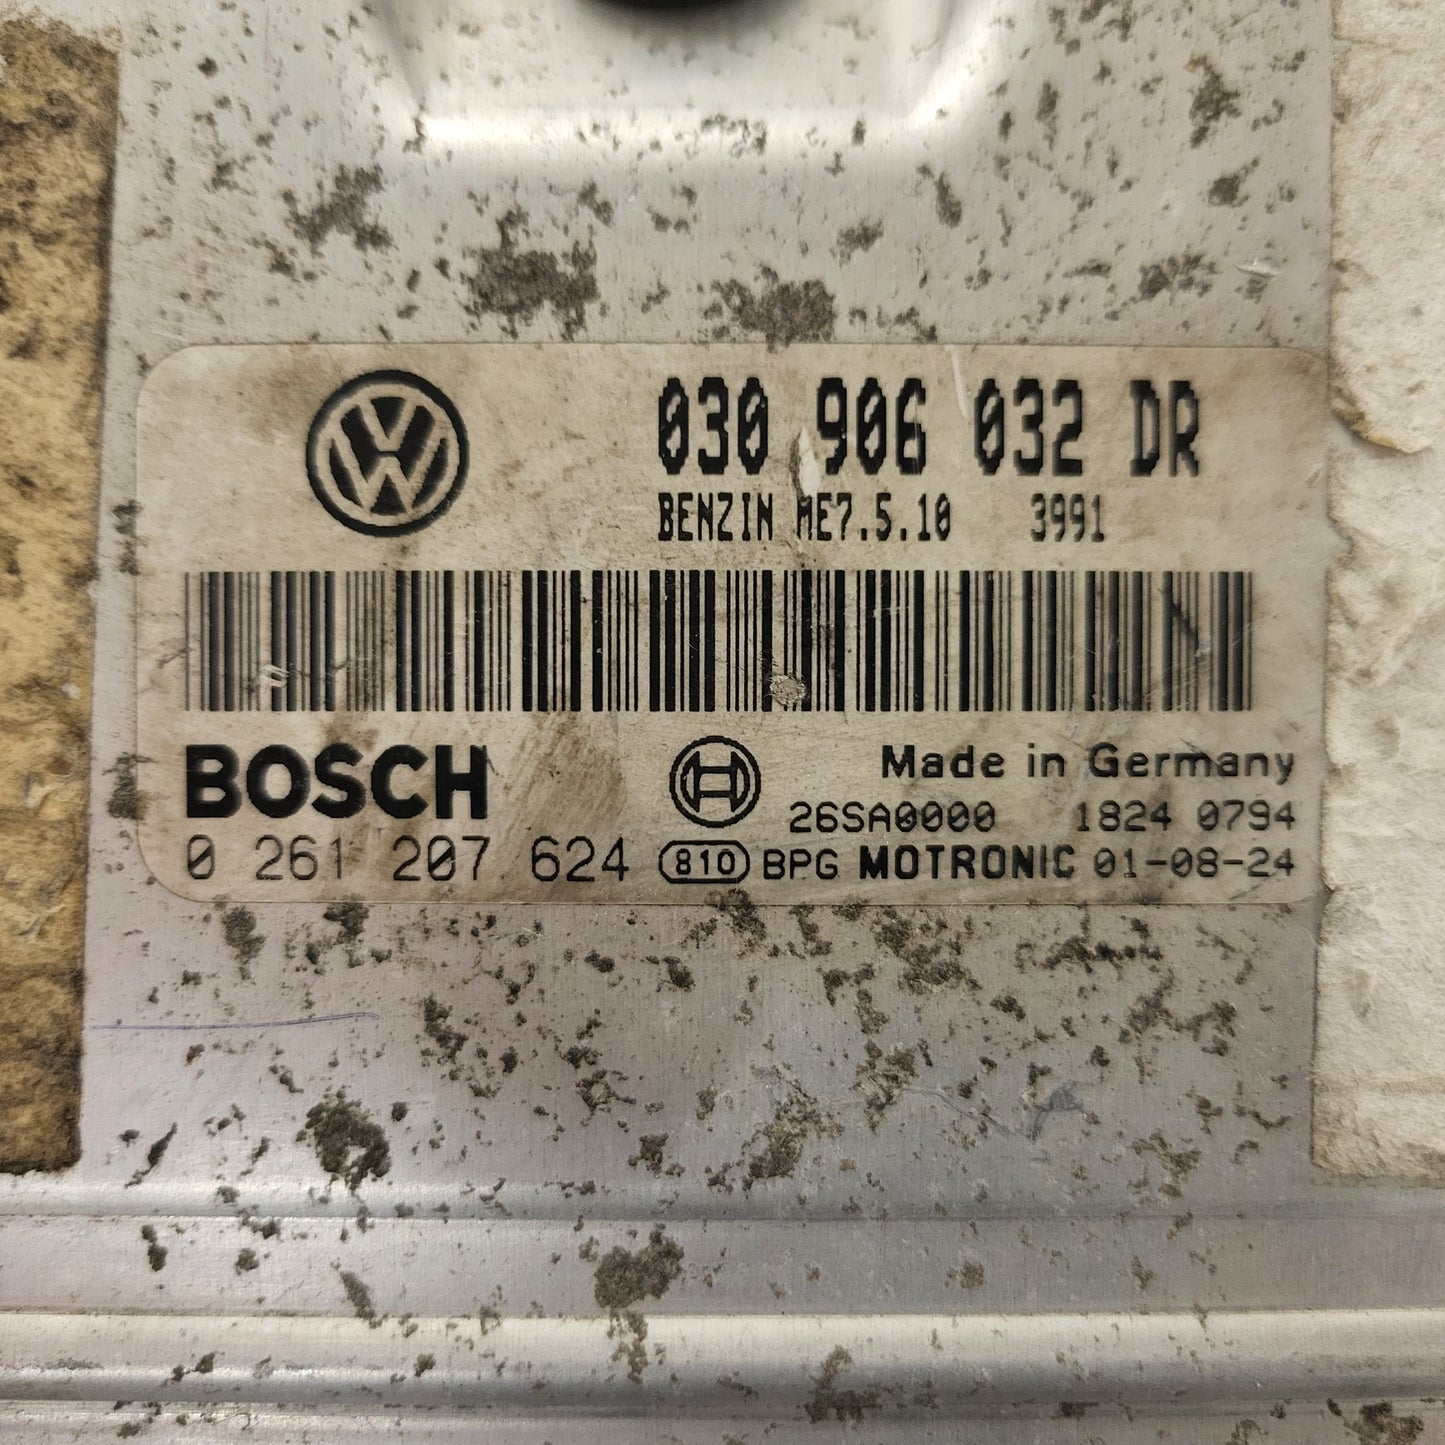 030 906 032 DR
BENZIN ME7.5.10 3991
BOSCH
Made in Germany
26SA0000 1824 0794
0 261 207 624 810 BPG MOTRONIC 01-08-24